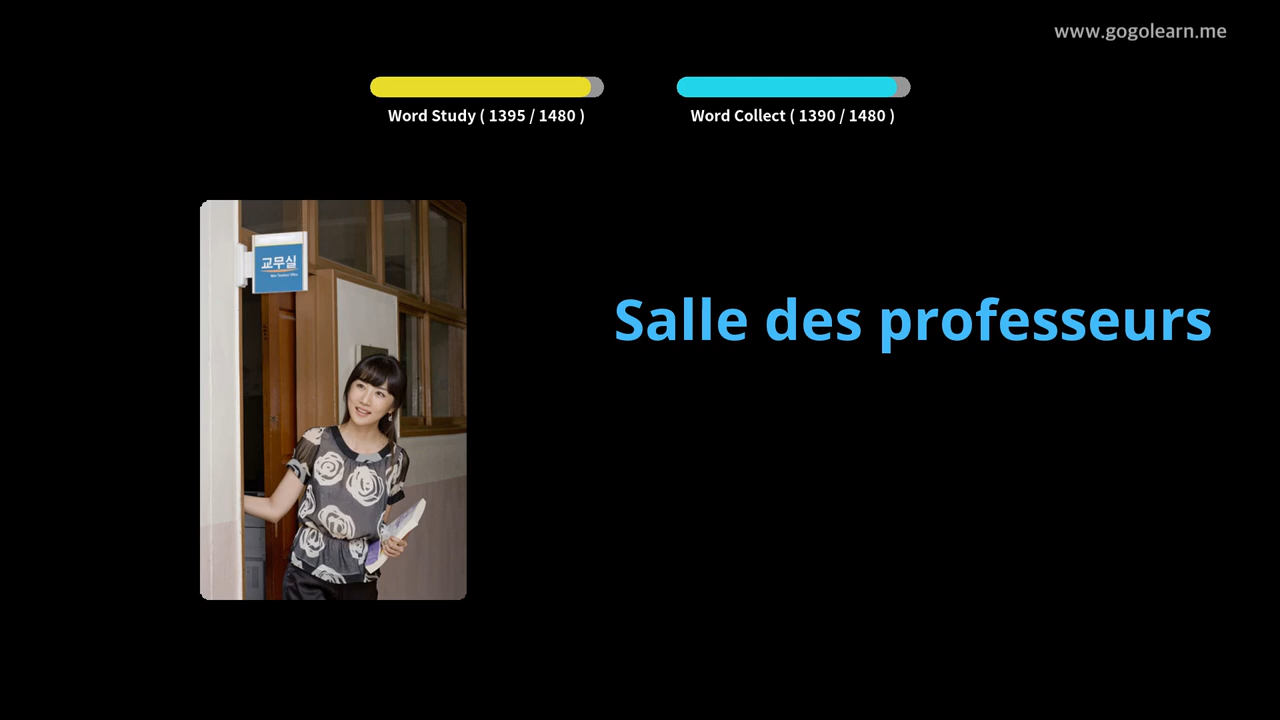 www.gogolearn.me
Word Study ( 1395 / 1480 )
Word Collect ( 1390 / 1480 )
교무실
Salle des professeurs